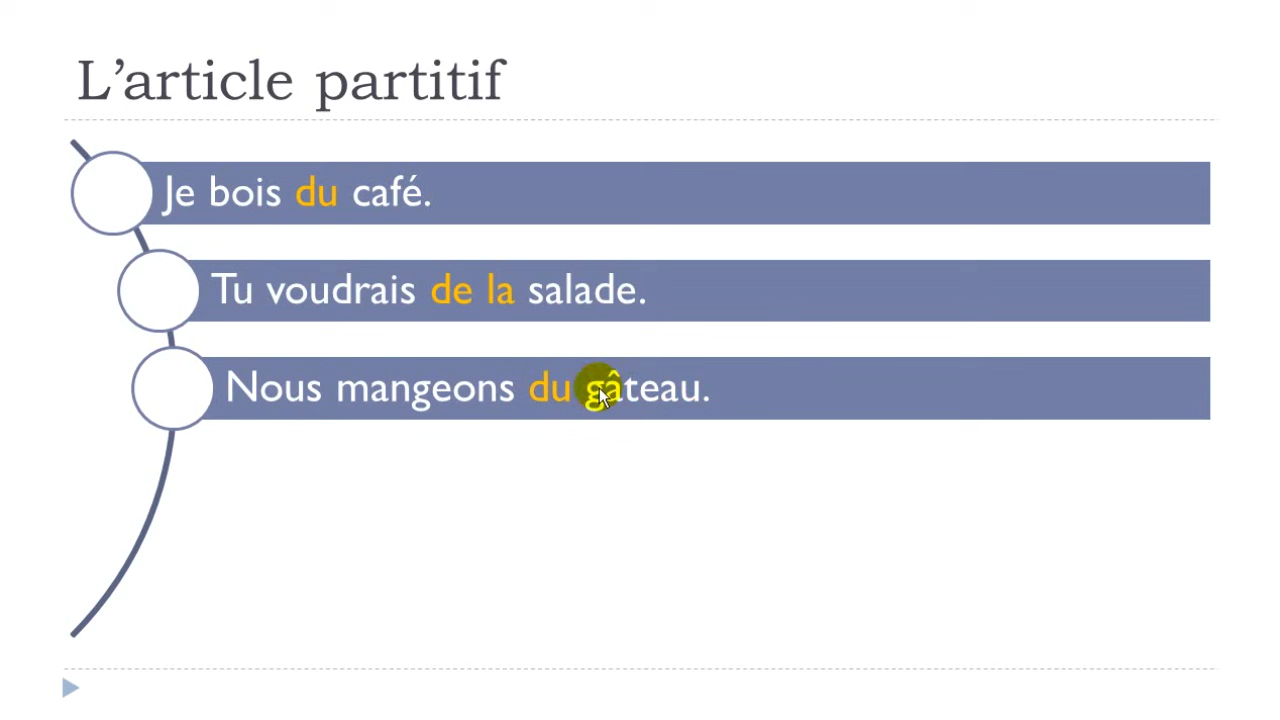 L’article partitif
Je bois du café.
Tu voudrais de la salade.
Nous mangeons du gâteau.